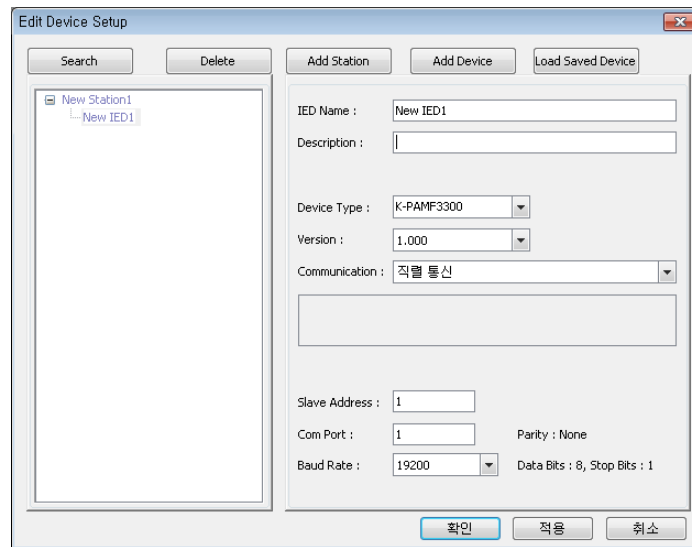 Edit Device Setup
Search Delete Add Station Add Device Load Saved Device
New Station1
New IED1
IED Name : New IED1
Description :
Device Type : K-PAMF3300
Version : 1.000
Communication : 직렬 통신
Slave Address : 1
Com Port : 1 Parity : None
Baud Rate : 19200 Data Bits : 8, Stop Bits : 1
확인 적용 취소